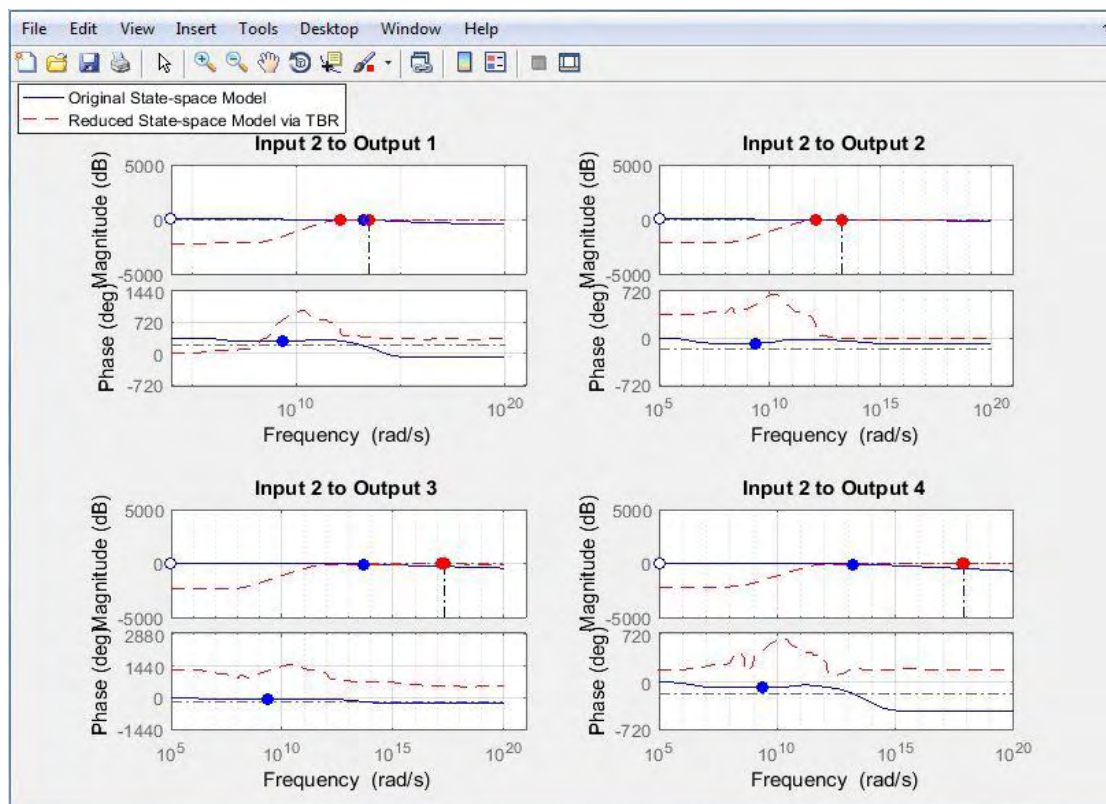 File Edit View Insert Tools Desktop Window Help
Original State-space Model
Reduced State-space Model via TBR
Input 2 to Output 1
Magnitude (dB)
5000
0
-5000
Phase (deg)
1440
720
0
-720
10^10
10^20
Frequency (rad/s)
Input 2 to Output 2
Magnitude (dB)
5000
0
-5000
Phase (deg)
720
0
-720
10^5
10^10
10^15
10^20
Frequency (rad/s)
Input 2 to Output 3
Magnitude (dB)
5000
0
-5000
Phase (deg)
2880
1440
0
-1440
10^5
10^10
10^15
10^20
Frequency (rad/s)
Input 2 to Output 4
Magnitude (dB)
5000
0
-5000
Phase (deg)
720
0
-720
10^5
10^10
10^15
10^20
Frequency (rad/s)